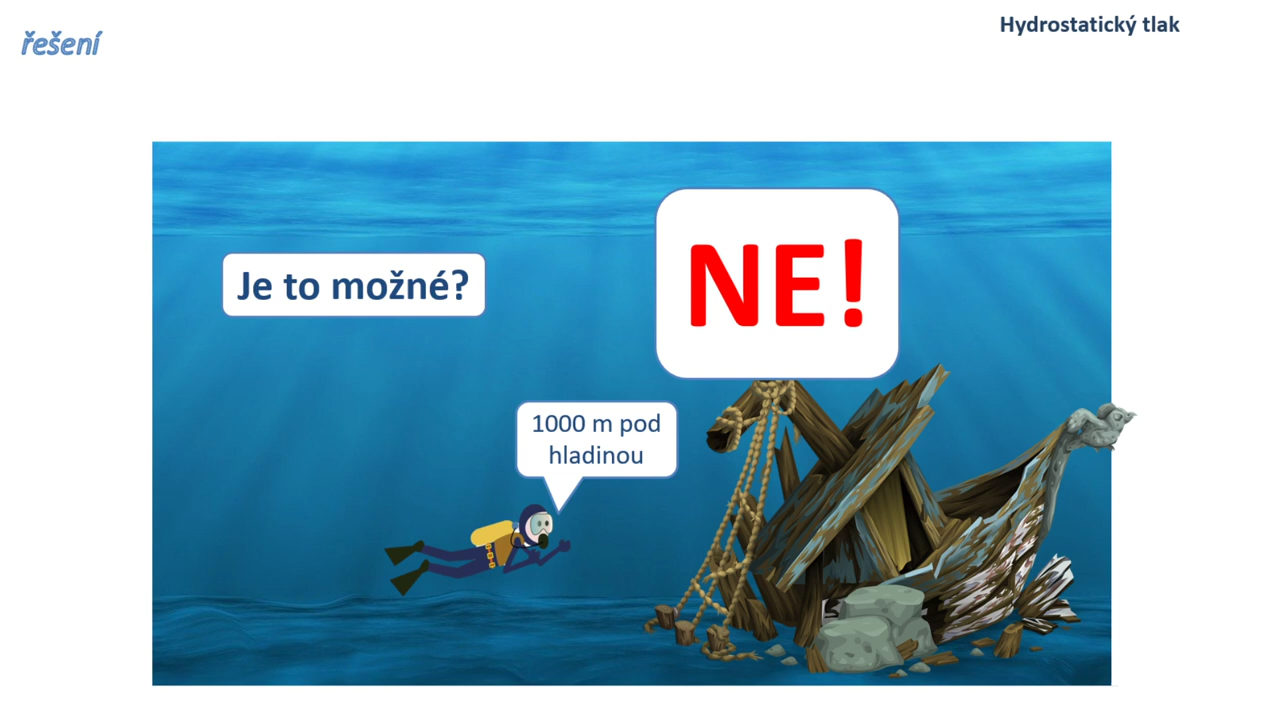 řešení
Hydrostatický tlak
Je to možné?
NE!
1000 m pod
hladinou